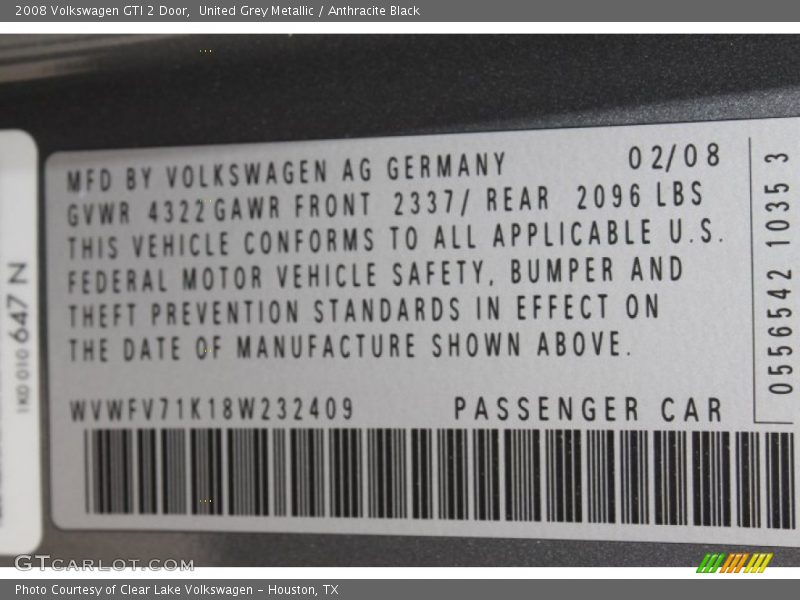 2008 Volkswagen GTI 2 Door,  United Grey Metallic / Anthracite Black
02/08
MFD BY VOLKSWAGEN AG GERMANY
GVWR 4322 GAWR FRONT 2337/ REAR 2096 LBS
THIS VEHICLE CONFORMS TO ALL APPLICABLE U.S.
FEDERAL MOTOR VEHICLE SAFETY, BUMPER AND
THEFT PREVENTION STANDARDS IN EFFECT ON
THE DATE OF MANUFACTURE SHOWN ABOVE.
WVWFV71K18W232409 PASSENGER CAR
0556542 1035 3
1K0 010 647 N
GTCARLOT.COM
Photo Courtesy of Clear Lake Volkswagen – Houston, TX